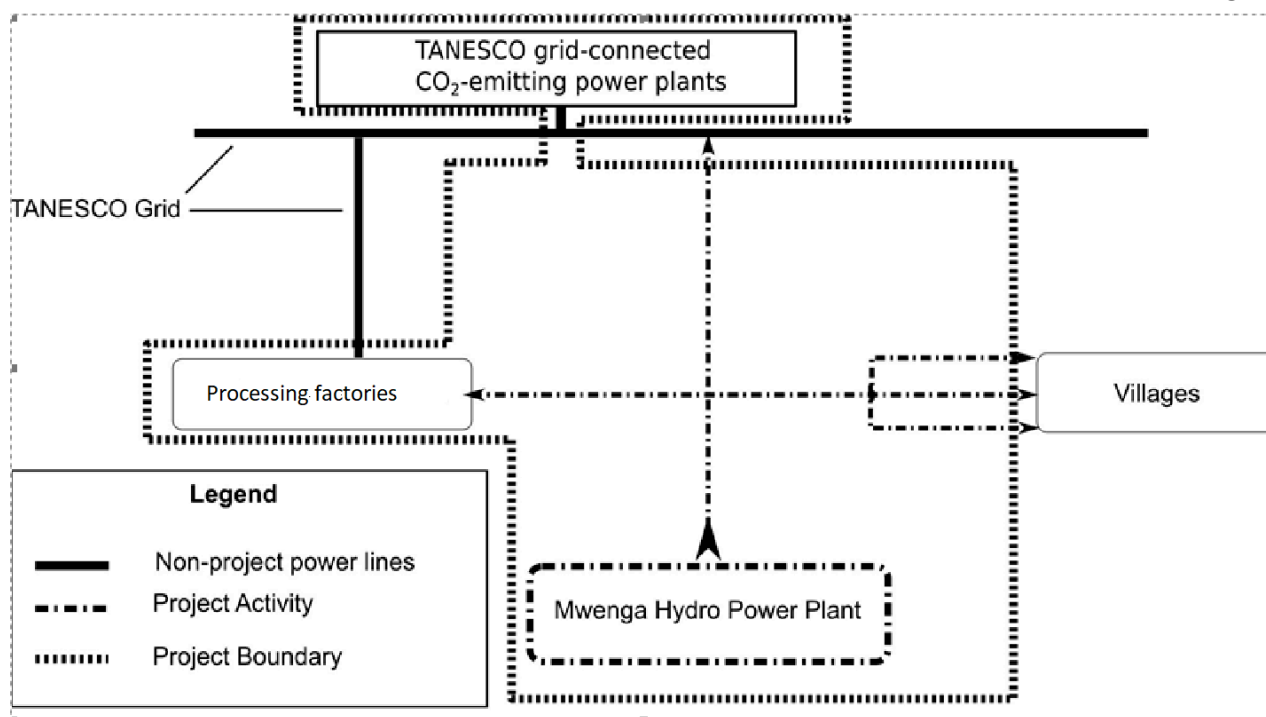 TANESCO grid-connected
CO₂-emitting power plants
TANESCO Grid
Processing factories
Villages
Legend
Non-project power lines
Project Activity
Project Boundary
Mwenga Hydro Power Plant